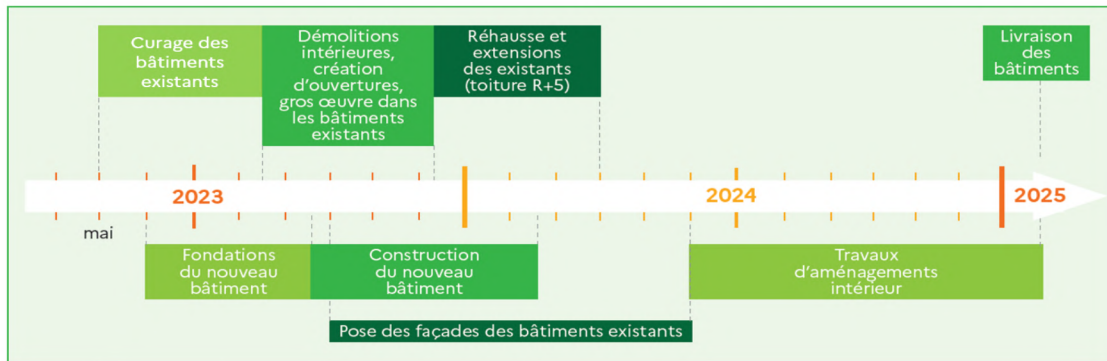 Curage des
bâtiments
existants
Démolitions
intérieures,
création
d'ouvertures,
gros œuvre dans
les bâtiments
existants
Réhausse et
extensions
des existants
(toiture R+5)
Livraison
des
bâtiments
2023
2024
2025
mai
Fondations
du nouveau
bâtiment
Construction
du nouveau
bâtiment
Travaux
d'aménagements
intérieur
Pose des façades des bâtiments existants